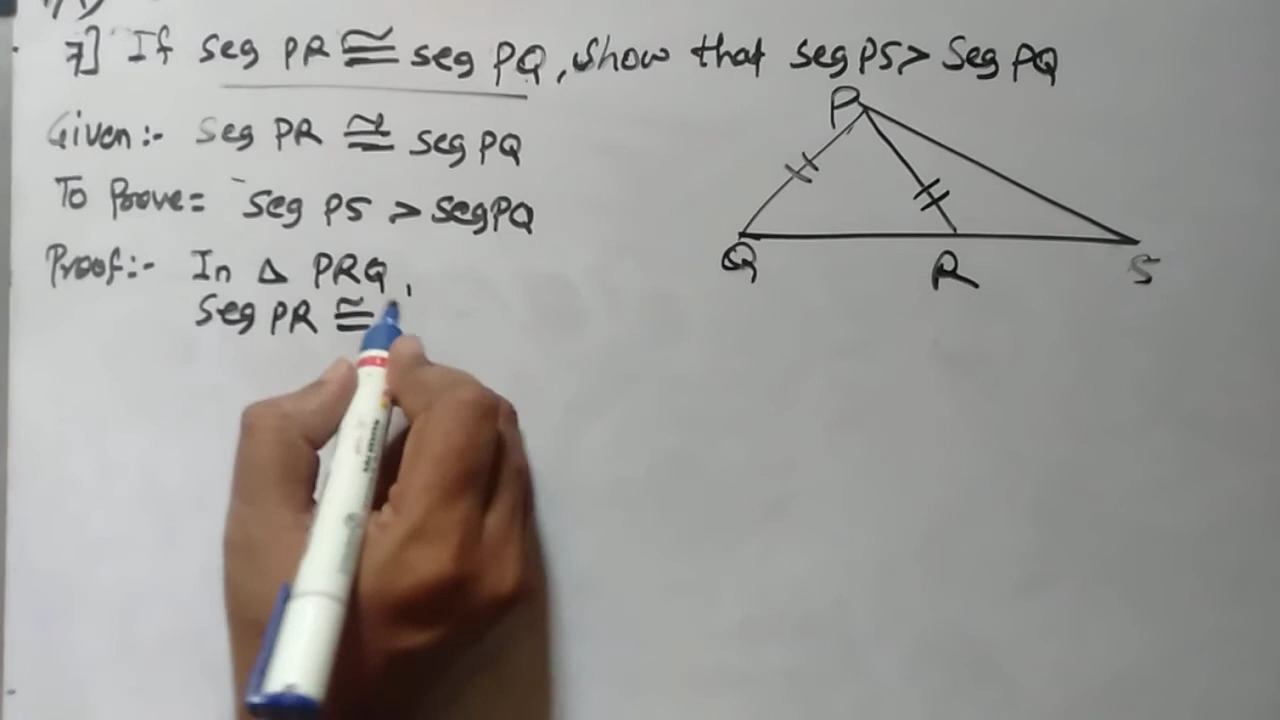 7] If seg PR ≅ seg PQ, show that seg PS > Seg PQ
Given:- Seg PR ≅ seg PQ
To Prove= seg PS > seg PQ
Proof:- In Δ PRQ,
seg PR ≅
P
Q
R
S